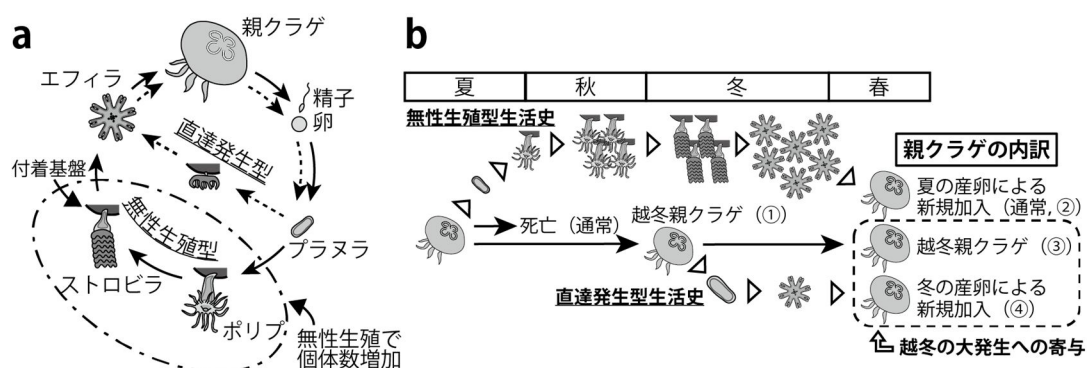 a
親クラゲ
エフィラ
精子
卵
直達発生型
付着基盤
無性生殖型
プラヌラ
ストロビラ
ポリプ
無性生殖で
個体数増加
b
夏 秋 冬 春
無性生殖型生活史
親クラゲの内訳
夏の産卵による
新規加入（通常,②）
死亡（通常）
越冬親クラゲ（①）
越冬親クラゲ（③）
直達発生型生活史
冬の産卵による
新規加入（④）
越冬の大発生への寄与